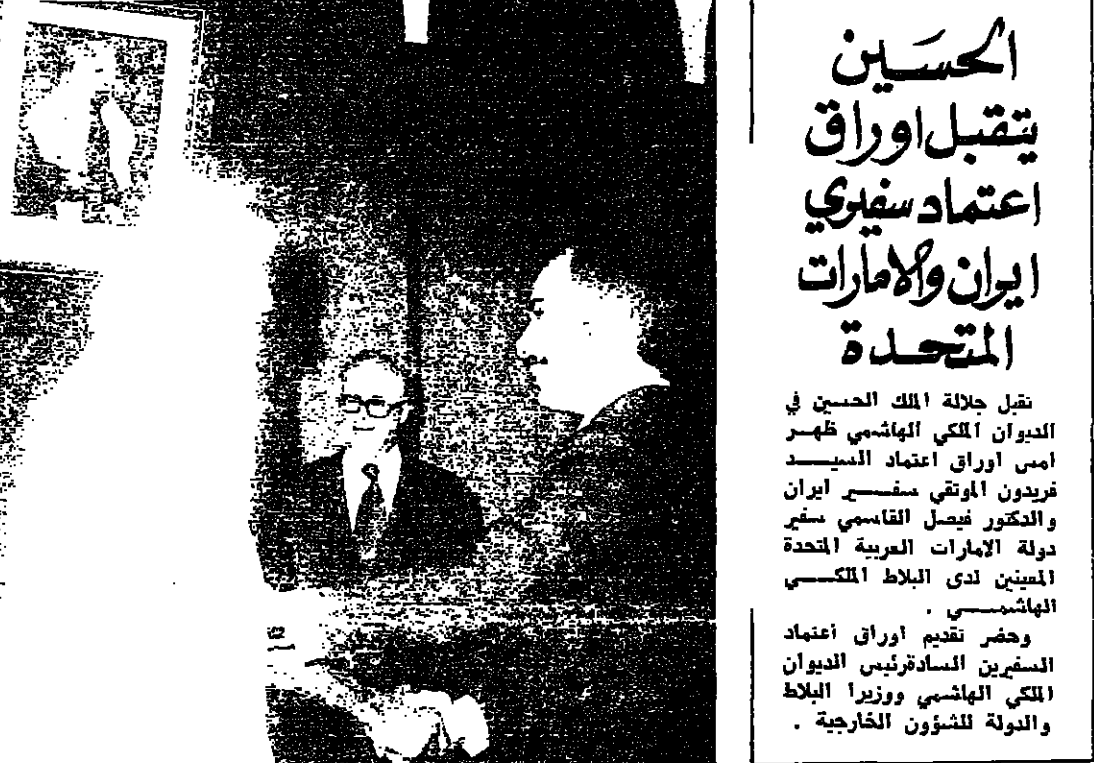 الحسين
يتقبل اوراق
اعتماد سفيري
ايران والامارات
المتحدة
تقبل جلالة الملك الحسين في
الديوان الملكي الهاشمي ظهر
امس اوراق اعتماد السيد
فريدون الموتقي سفير ايران
والدكتور فيصل القاسمي سفير
دولة الامارات العربية المتحدة
المعينين لدى البلاط الملكي
الهاشمي .
وحضر تقديم اوراق اعتماد
السفيرين السادة رئيس الديوان
الملكي الهاشمي ووزيرا البلاط
والدولة للشؤون الخارجية .